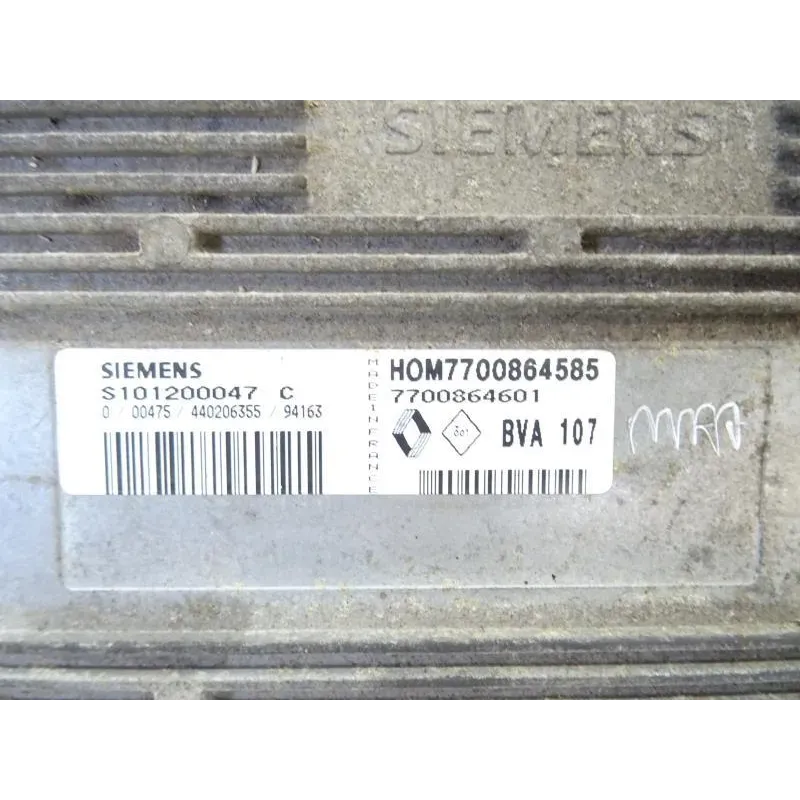 SIEMENS
SIEMENS
S101200047 C
0 / 00475 / 440206355 / 94163
MADE IN FRANCE
HOM7700864585
7700864601
BVA 107